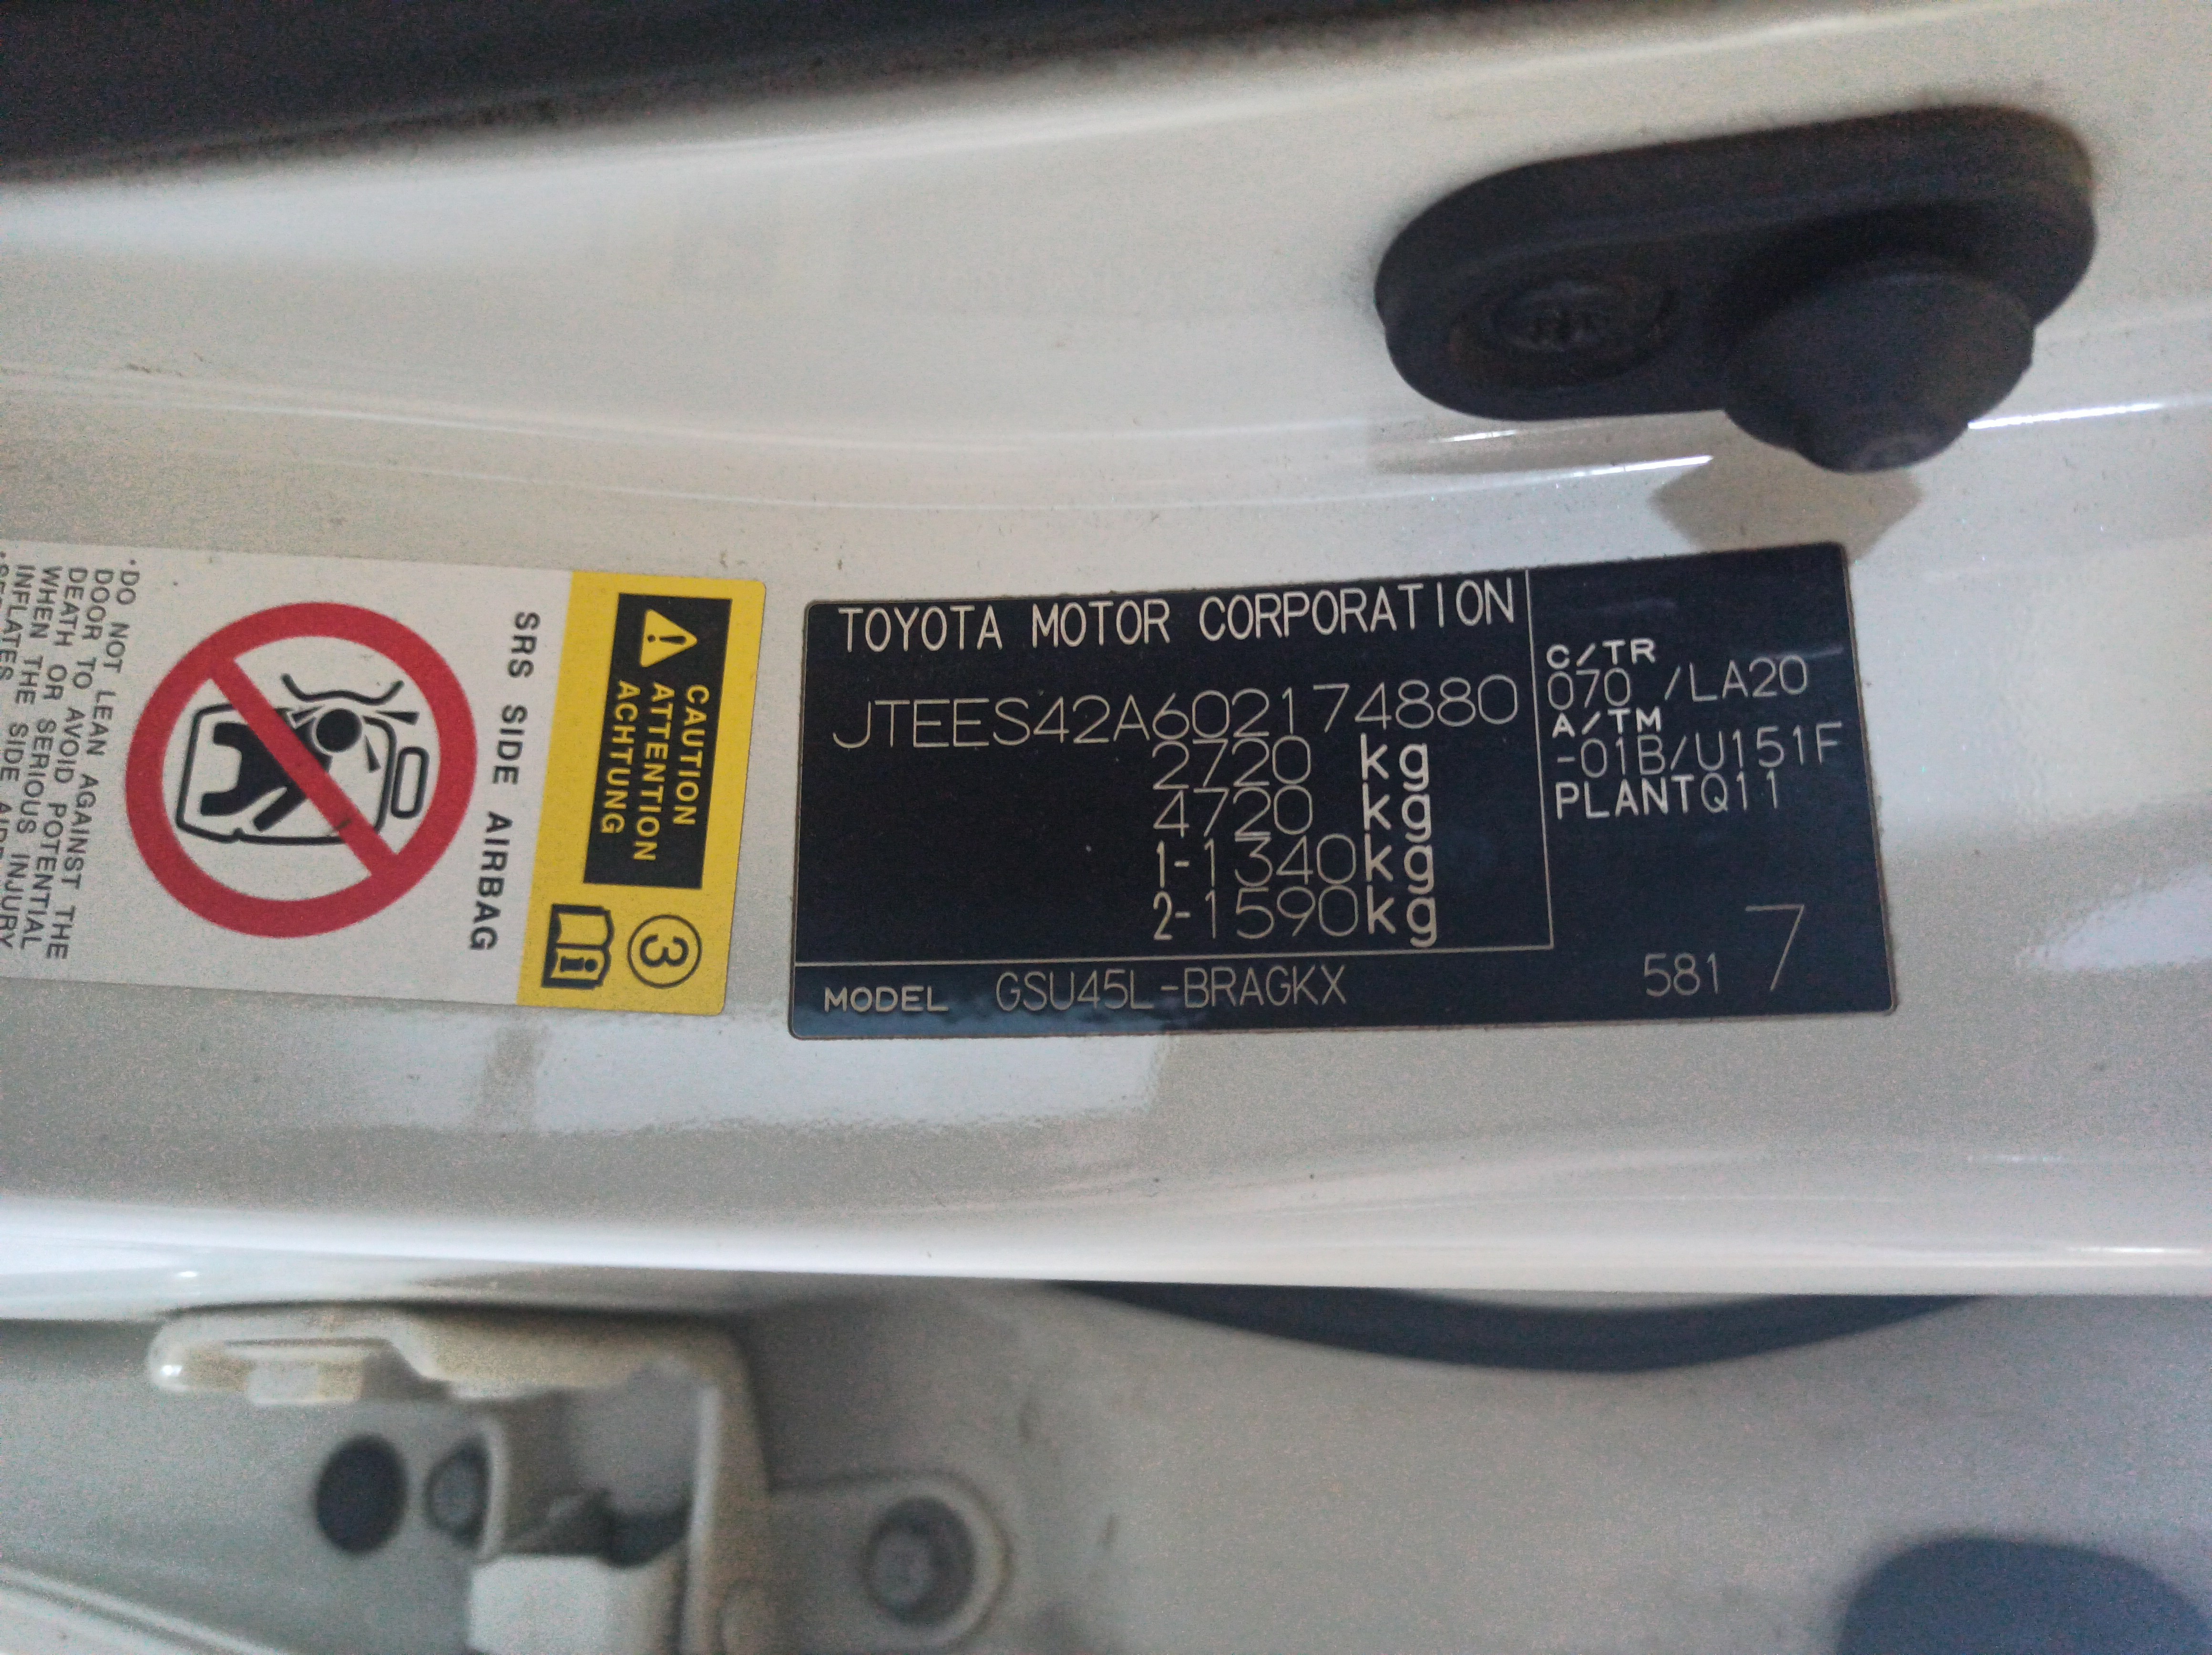 TOYOTA MOTOR CORPORATION
JTEES42A602174880
2720 kg
4720 kg
1-1340kg
2-1590kg
C/TR
070 /LA20
A/TM
-01B/U151F
PLANTQ11
581 7
MODEL GSU45L-BRAGKX
CAUTION
ATTENTION
ACHTUNG
3
i
SRS SIDE AIRBAG
·DO NOT LEAN AGAINST THE
DOOR TO AVOID POTENTIAL
DEATH OR SERIOUS INJURY
WHEN THE SIDE
INFLATES